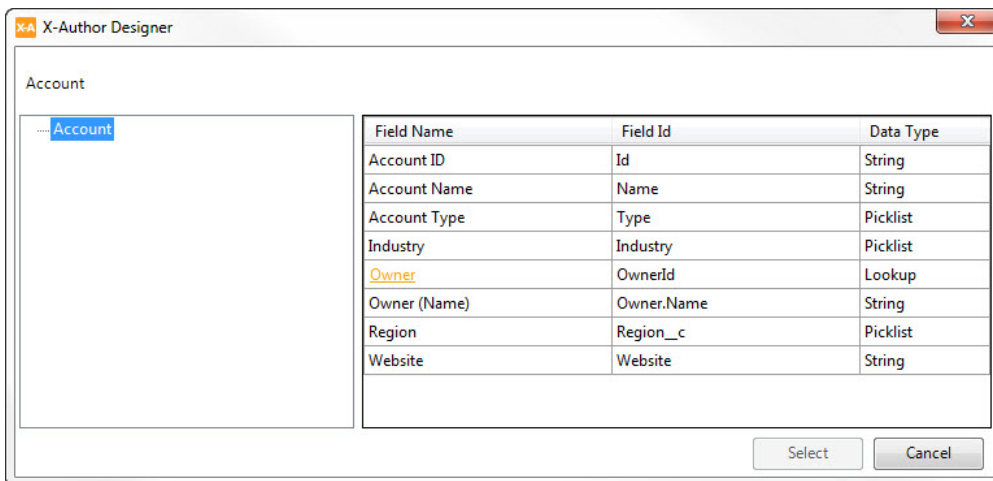 X-A X-Author Designer X
Account
Account
Field Name Field Id Data Type
Account ID Id String
Account Name Name String
Account Type Type Picklist
Industry Industry Picklist
Owner OwnerId Lookup
Owner (Name) Owner.Name String
Region Region__c Picklist
Website Website String
Select Cancel